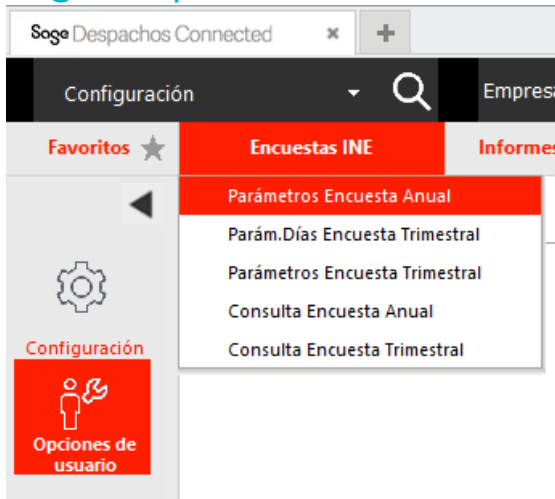 Sage Despachos Connected
Configuración
Empresa
Favoritos
Encuestas INE
Informes
Parámetros Encuesta Anual
Parám.Días Encuesta Trimestral
Parámetros Encuesta Trimestral
Consulta Encuesta Anual
Consulta Encuesta Trimestral
Configuración
Opciones de
usuario